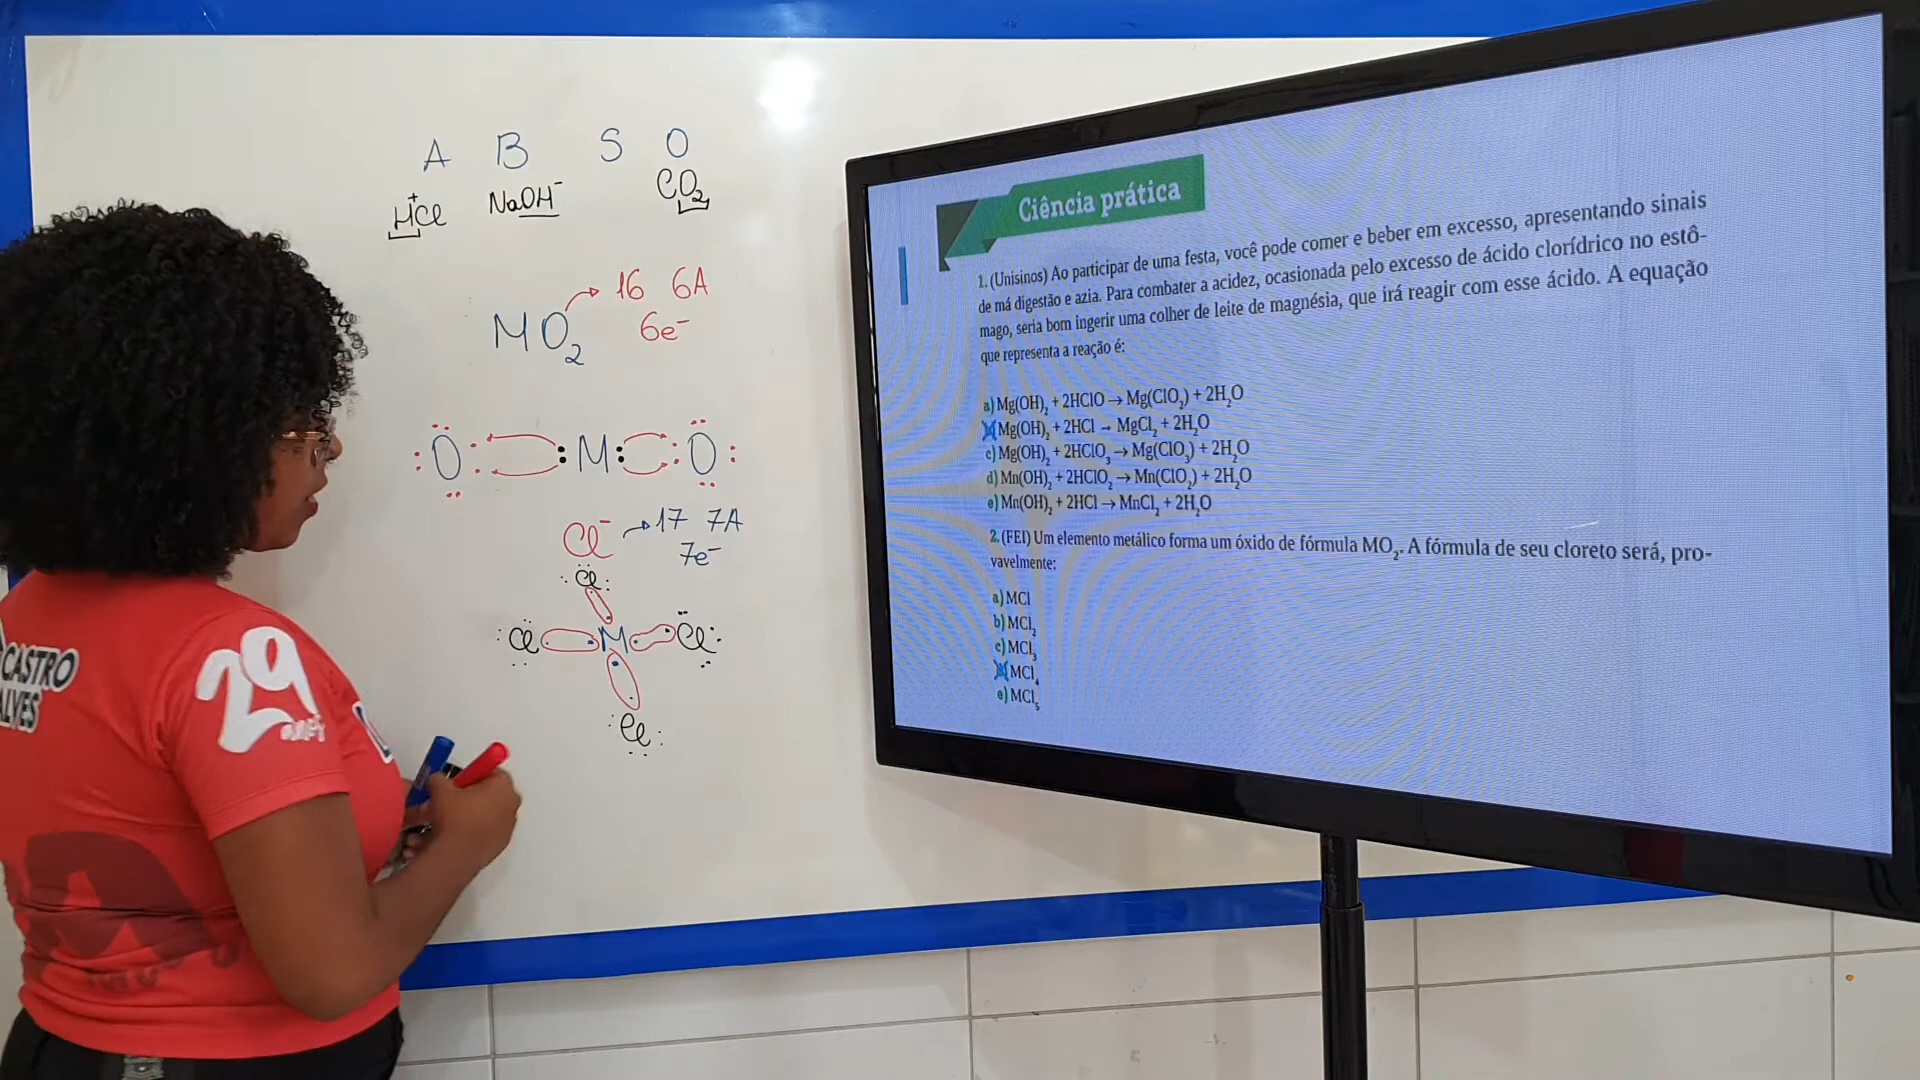 A B S O
H⁺Cl NaOH⁻ CO₂
MO₂ → 16 6A
6e⁻
:O: :M: :O:
Cl⁻ → 17 7A
7e⁻
Cl
Cl M Cl
Cl
CASTRO
ALVES
29
anos
Ciência prática
1. (Unisinos) Ao participar de uma festa, você pode comer e beber em excesso, apresentando sinais
de má digestão e azia. Para combater a acidez, ocasionada pelo excesso de ácido clorídrico no estô-
mago, seria bom ingerir uma colher de leite de magnésia, que irá reagir com esse ácido. A equação
que representa a reação é:
a) Mg(OH)₂ + 2HClO → Mg(ClO₂) + 2H₂O
Mg(OH)₂ + 2HCl → MgCl₂ + 2H₂O
c) Mg(OH)₂ + 2HClO₃ → Mg(ClO₃) + 2H₂O
d) Mn(OH)₂ + 2HClO₂ → Mn(ClO₂) + 2H₂O
e) Mn(OH)₂ + 2HCl → MnCl₂ + 2H₂O
2. (FEI) Um elemento metálico forma um óxido de fórmula MO₂. A fórmula de seu cloreto será, pro-
vavelmente:
a) MCl
b) MCl₂
c) MCl₃
MCl₄
e) MCl₅